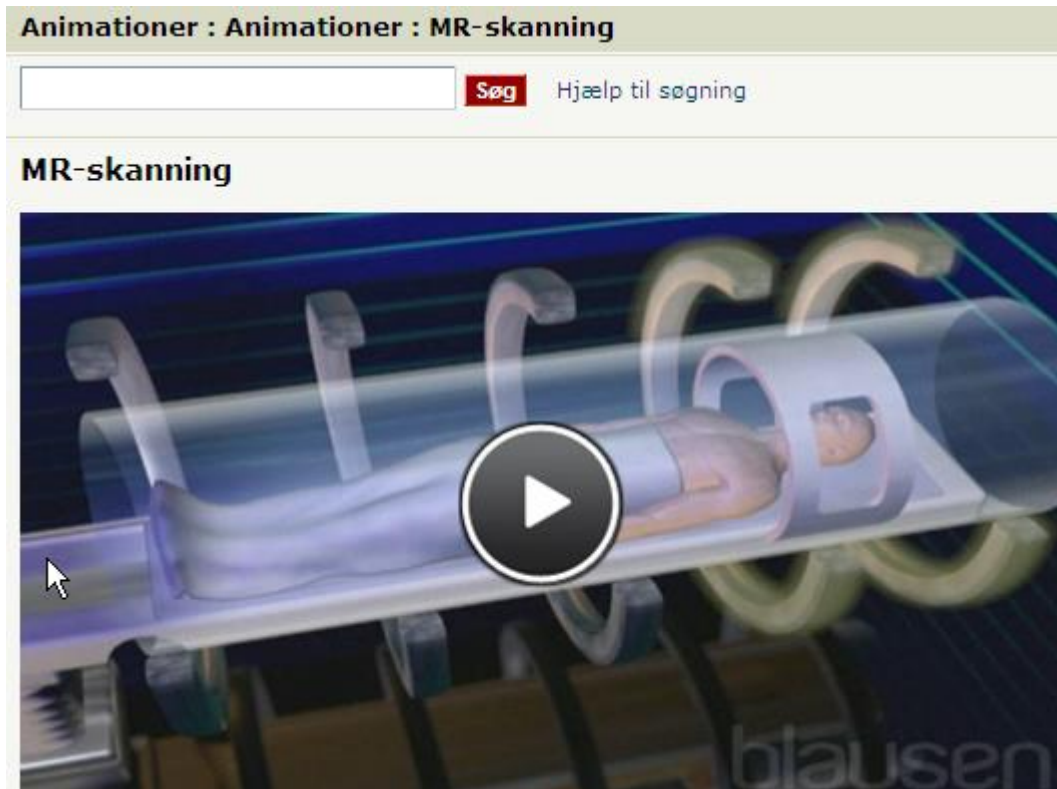 Animationer : Animationer : MR-skanning
Søg Hjælp til søgning
MR-skanning
blausen